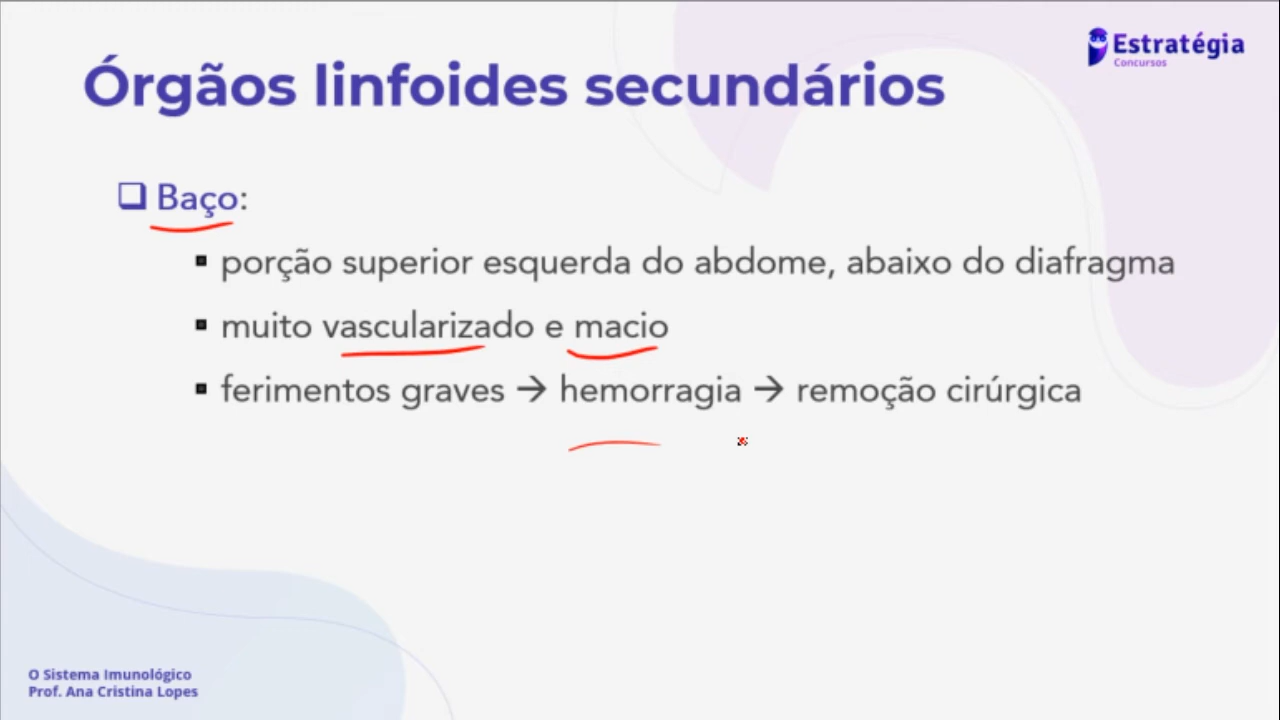 Estratégia
Concursos
Órgãos linfoides secundários
❑ Baço:
▪ porção superior esquerda do abdome, abaixo do diafragma
▪ muito vascularizado e macio
▪ ferimentos graves → hemorragia → remoção cirúrgica
O Sistema Imunológico
Prof. Ana Cristina Lopes